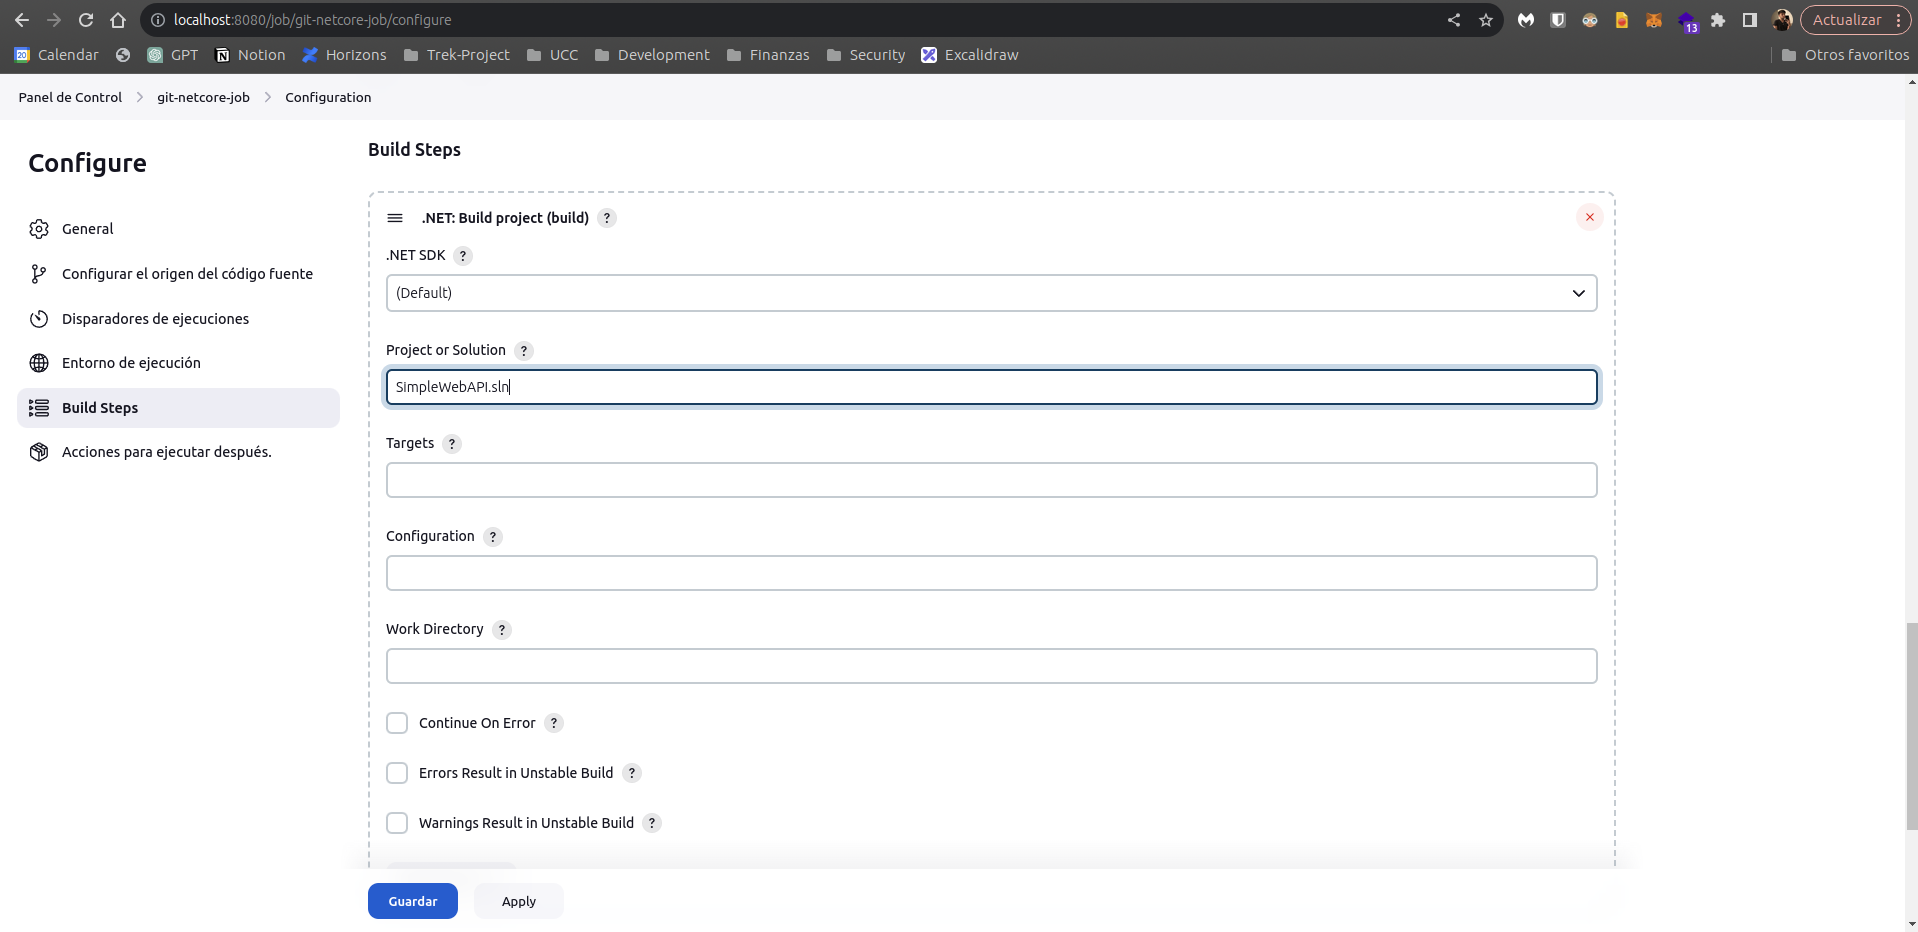 localhost:8080/job/git-netcore-job/configure
13
Actualizar
20 Calendar GPT Notion Horizons Trek-Project UCC Development Finanzas Security Excalidraw Otros favoritos
Panel de Control > git-netcore-job > Configuration
Configure
General
Configurar el origen del código fuente
Disparadores de ejecuciones
Entorno de ejecución
Build Steps
Acciones para ejecutar después.
Build Steps
.NET: Build project (build) ?
.NET SDK ?
(Default)
Project or Solution ?
SimpleWebAPI.sln
Targets ?
Configuration ?
Work Directory ?
Continue On Error ?
Errors Result in Unstable Build ?
Warnings Result in Unstable Build ?
Guardar Apply